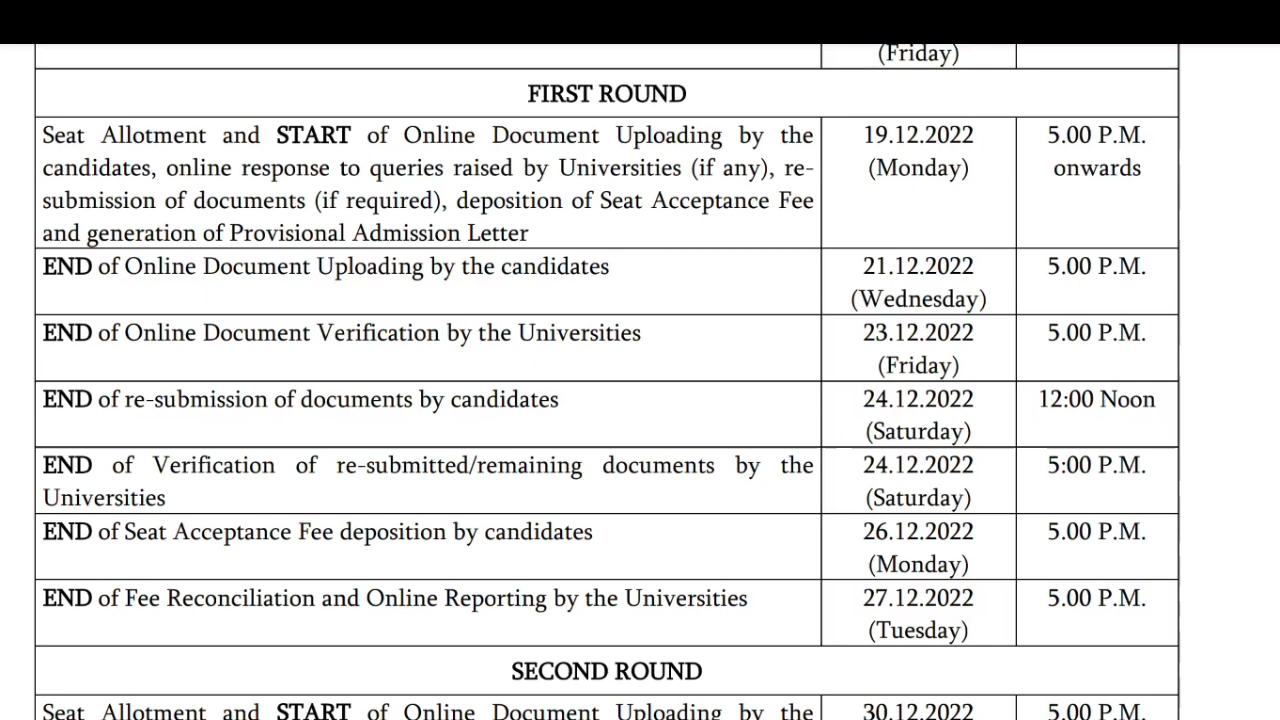 (Friday)
FIRST ROUND
Seat Allotment and START of Online Document Uploading by the
candidates, online response to queries raised by Universities (if any), re-
submission of documents (if required), deposition of Seat Acceptance Fee
and generation of Provisional Admission Letter
19.12.2022
(Monday)
5.00 P.M.
onwards
END of Online Document Uploading by the candidates
21.12.2022
(Wednesday)
5.00 P.M.
END of Online Document Verification by the Universities
23.12.2022
(Friday)
5.00 P.M.
END of re-submission of documents by candidates
24.12.2022
(Saturday)
12:00 Noon
END of Verification of re-submitted/remaining documents by the
Universities
24.12.2022
(Saturday)
5:00 P.M.
END of Seat Acceptance Fee deposition by candidates
26.12.2022
(Monday)
5.00 P.M.
END of Fee Reconciliation and Online Reporting by the Universities
27.12.2022
(Tuesday)
5.00 P.M.
SECOND ROUND
Seat Allotment and START of Online Document Uploading by the
30.12.2022
5.00 P.M.